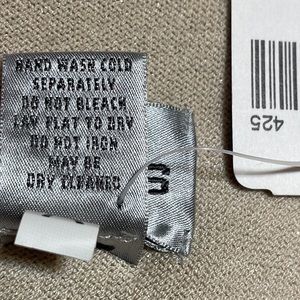 HAND WASH COLD
SEPARATELY
DO NOT BLEACH
LAY FLAT TO DRY
DO NOT IRON
MAY BE
DRY CLEANED
425